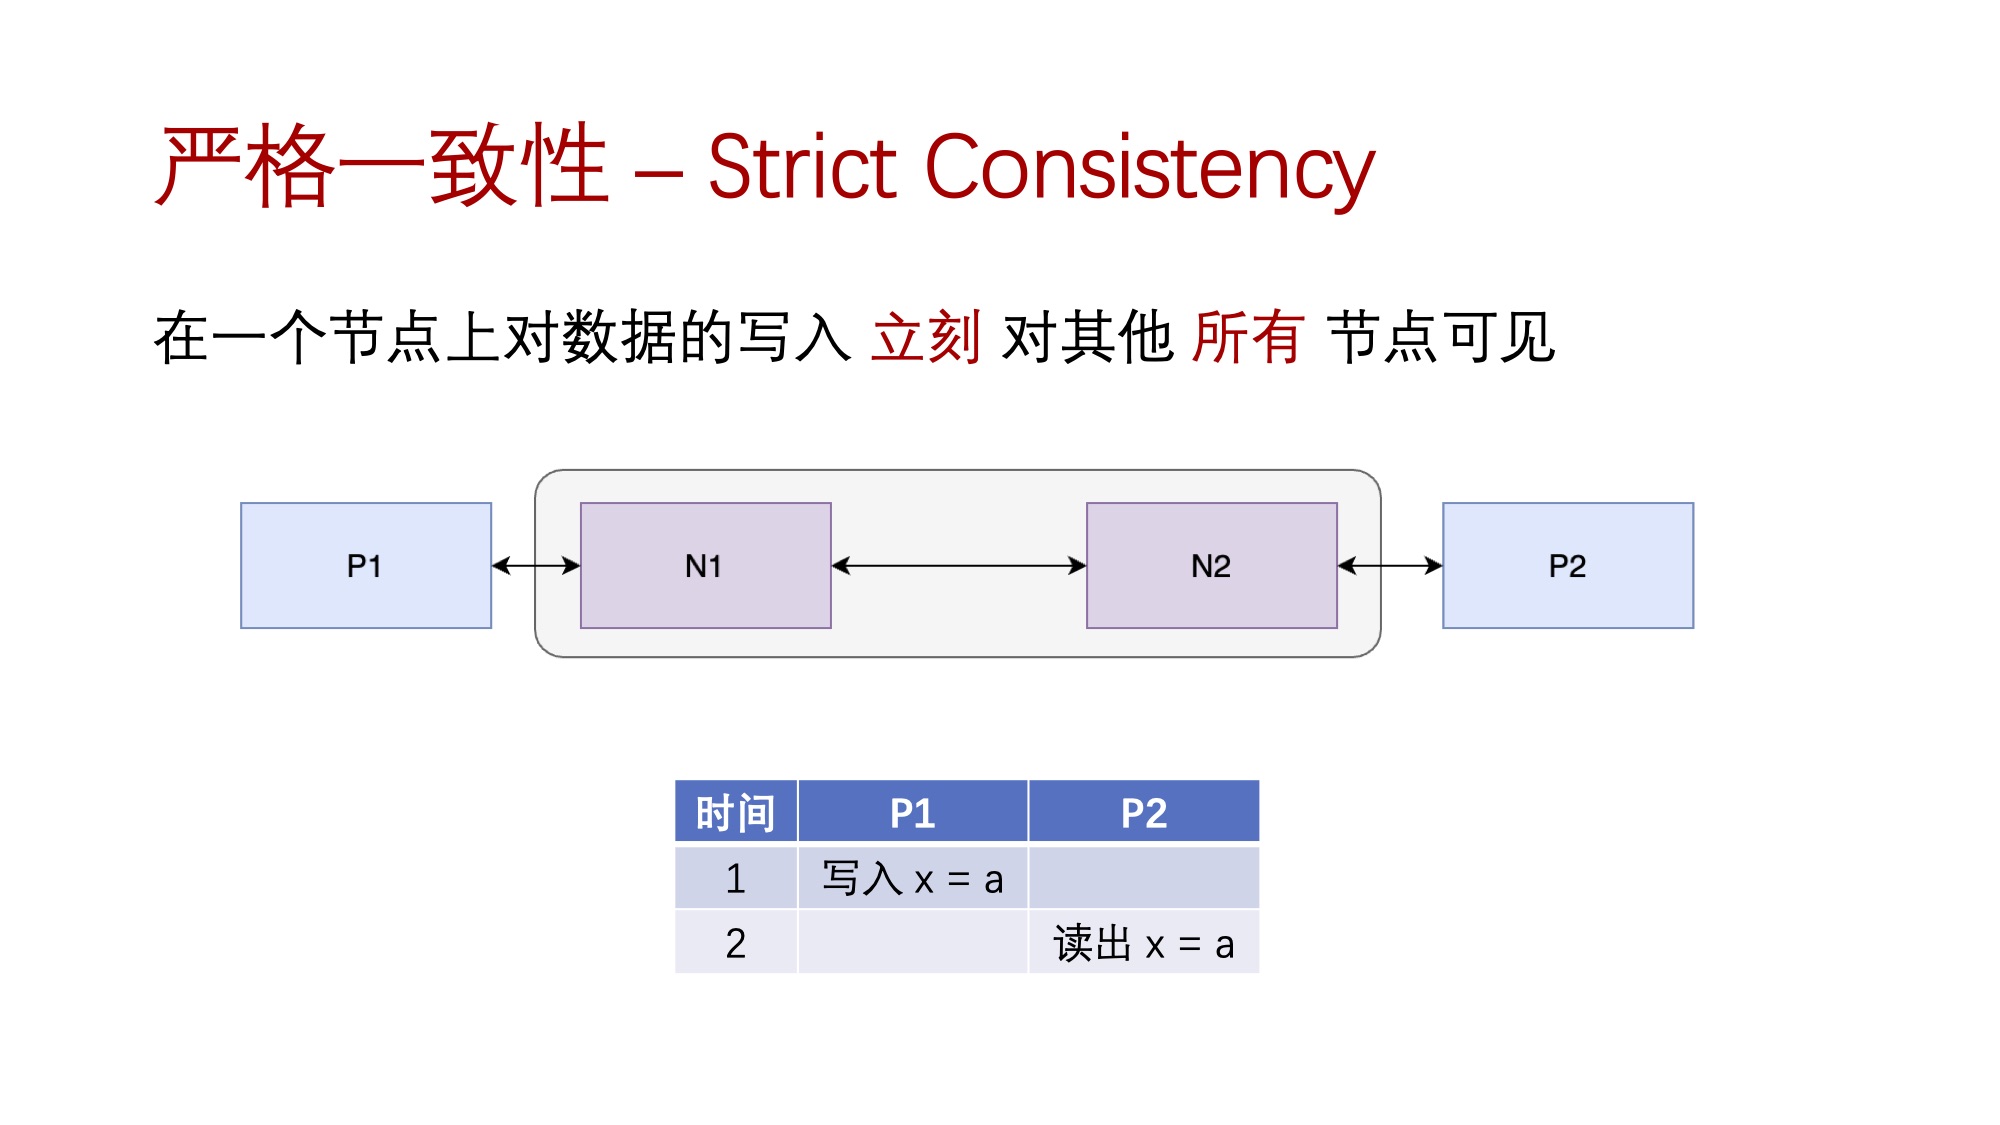 严格一致性 – Strict Consistency
在一个节点上对数据的写入 立刻 对其他 所有 节点可见
P1 N1 N2 P2
时间 P1 P2
1 写入 x = a
2 读出 x = a